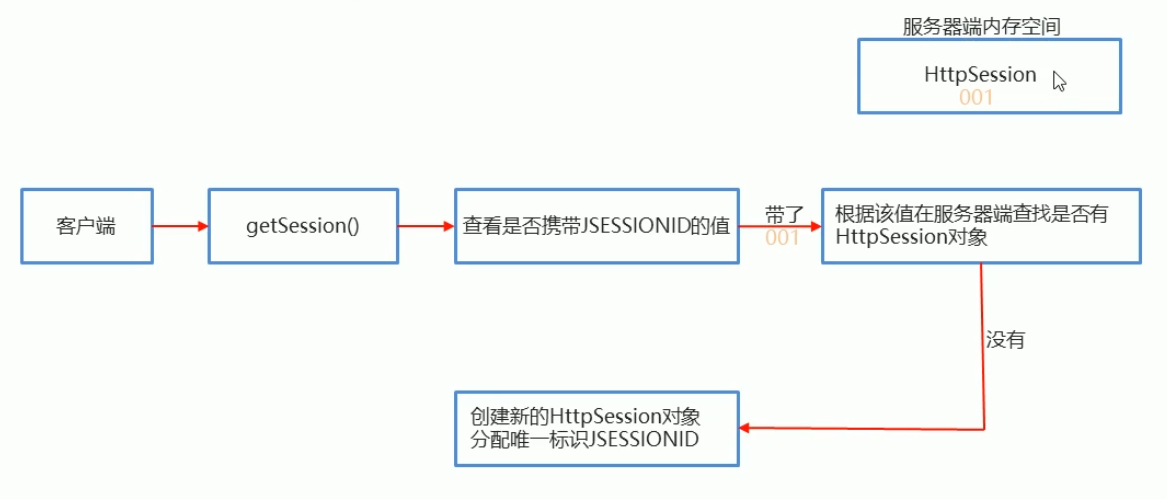 服务器端内存空间
HttpSession
001
客户端
getSession()
查看是否携带JSESSIONID的值
带了
001
根据该值在服务器端查找是否有
HttpSession对象
没有
创建新的HttpSession对象
分配唯一标识JSESSIONID